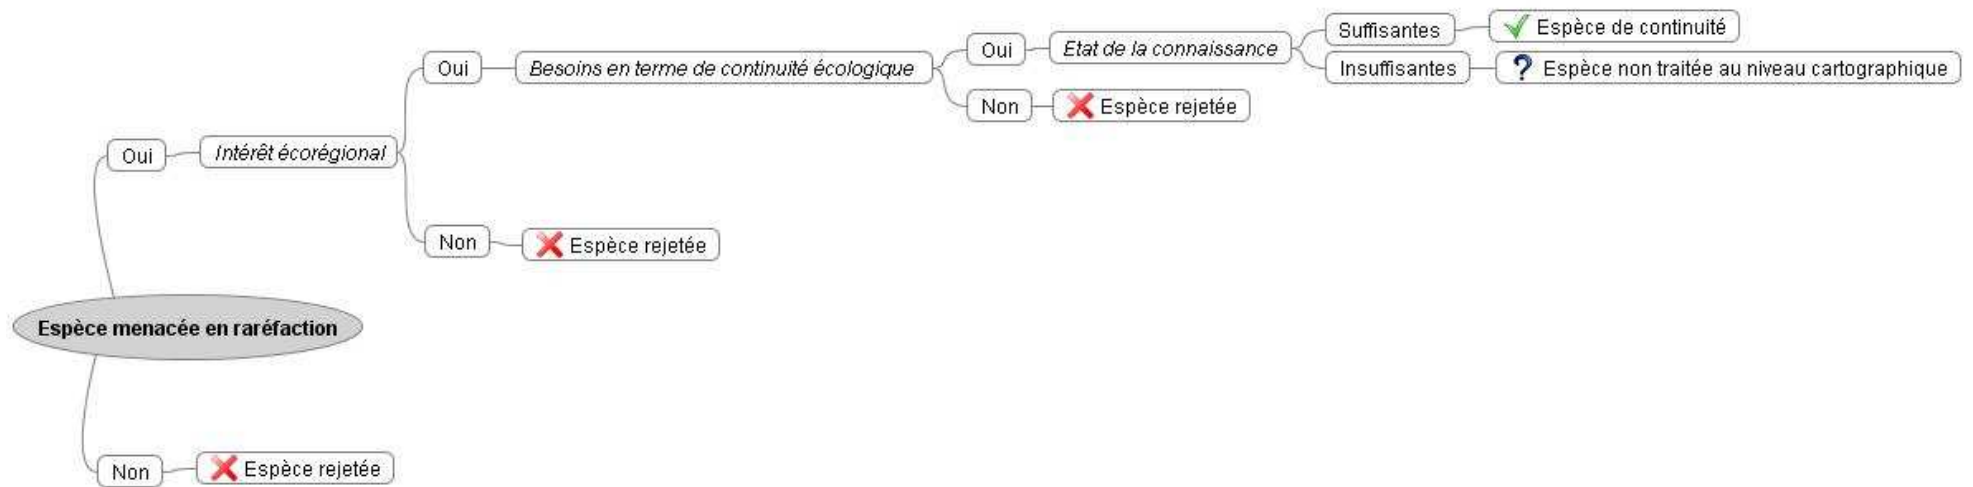 Suffisantes
Espèce de continuité
Oui
Etat de la connaissance
Oui
Besoins en terme de continuité écologique
Insuffisantes
Espèce non traitée au niveau cartographique
Non
Espèce rejetée
Oui
Intérêt écorégional
Non
Espèce rejetée
Espèce menacée en raréfaction
Non
Espèce rejetée